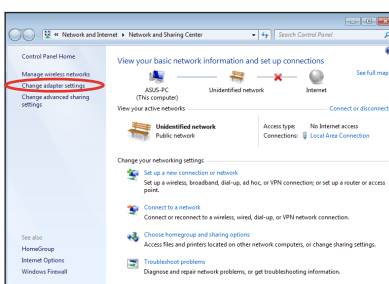 « Network and Internet ▸ Network and Sharing Center
Search Control Panel
Control Panel Home
Manage wireless networks
Change adapter settings
Change advanced sharing
settings
See also
HomeGroup
Internet Options
Windows Firewall
View your basic network information and set up connections
See full map
ASUS-PC
(This computer)
Unidentified network
Internet
View your active networks
Connect or disconnect
Unidentified network
Public network
Access type:
No Internet access
Connections:
Local Area Connection
Change your networking settings
Set up a new connection or network
Set up a wireless, broadband, dial-up, ad hoc, or VPN connection; or set up a router or access
point.
Connect to a network
Connect or reconnect to a wireless, wired, dial-up, or VPN network connection.
Choose homegroup and sharing options
Access files and printers located on other network computers, or change sharing settings.
Troubleshoot problems
Diagnose and repair network problems, or get troubleshooting information.